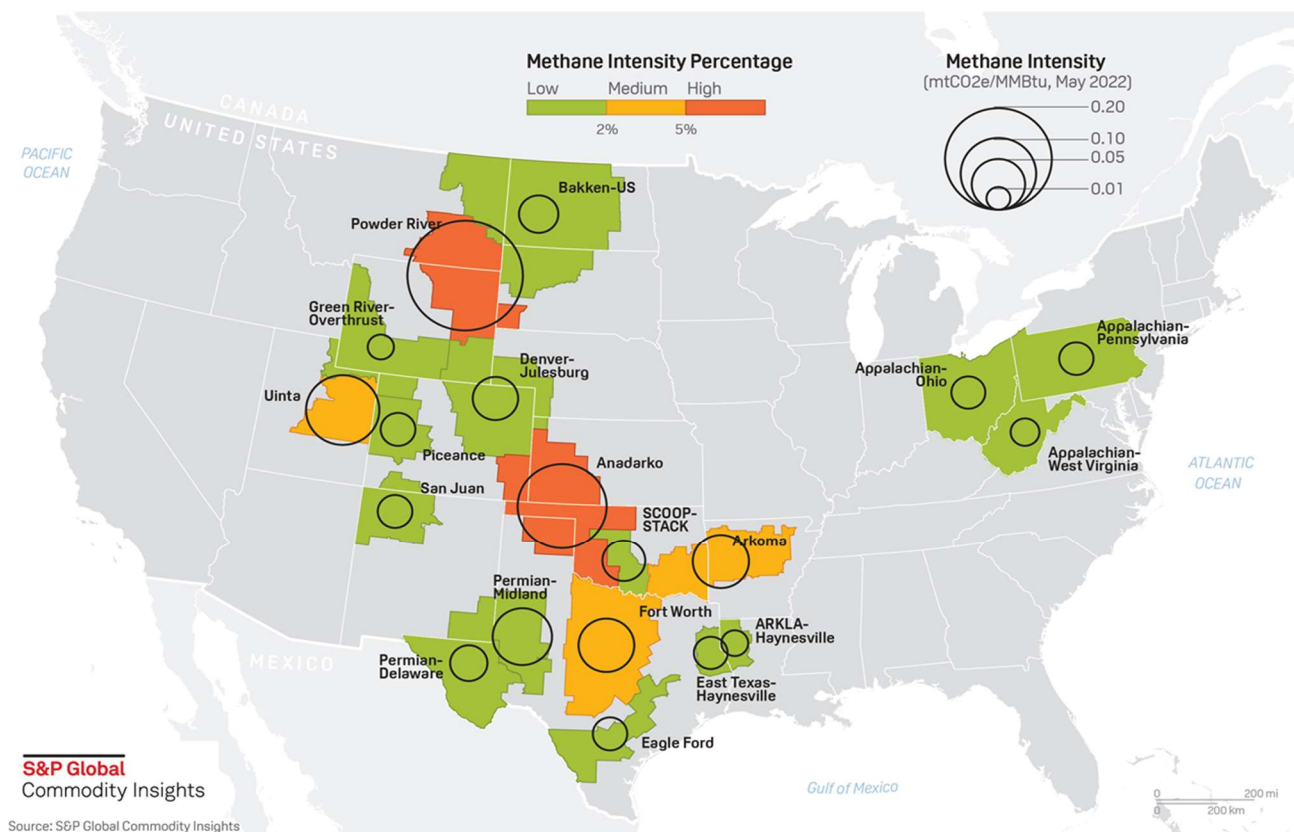 Methane Intensity Percentage
Low Medium High
2% 5%
Methane Intensity
(mtCO2e/MMBtu, May 2022)
0.20
0.10
0.05
0.01
CANADA
UNITED STATES
PACIFIC
OCEAN
Bakken-US
Powder River
Green River-
Overthrust
Denver-
Julesburg
Uinta
Piceance
San Juan
Anadarko
SCOOP-
STACK
Arkoma
Appalachian-
Pennsylvania
Appalachian-
Ohio
Appalachian-
West Virginia
ATLANTIC
OCEAN
Permian-
Midland
Fort Worth
ARKLA-
Haynesville
Permian-
Delaware
East Texas-
Haynesville
Eagle Ford
MEXICO
Gulf of Mexico
0 200 mi
0 200 km
S&P Global
Commodity Insights
Source: S&P Global Commodity Insights